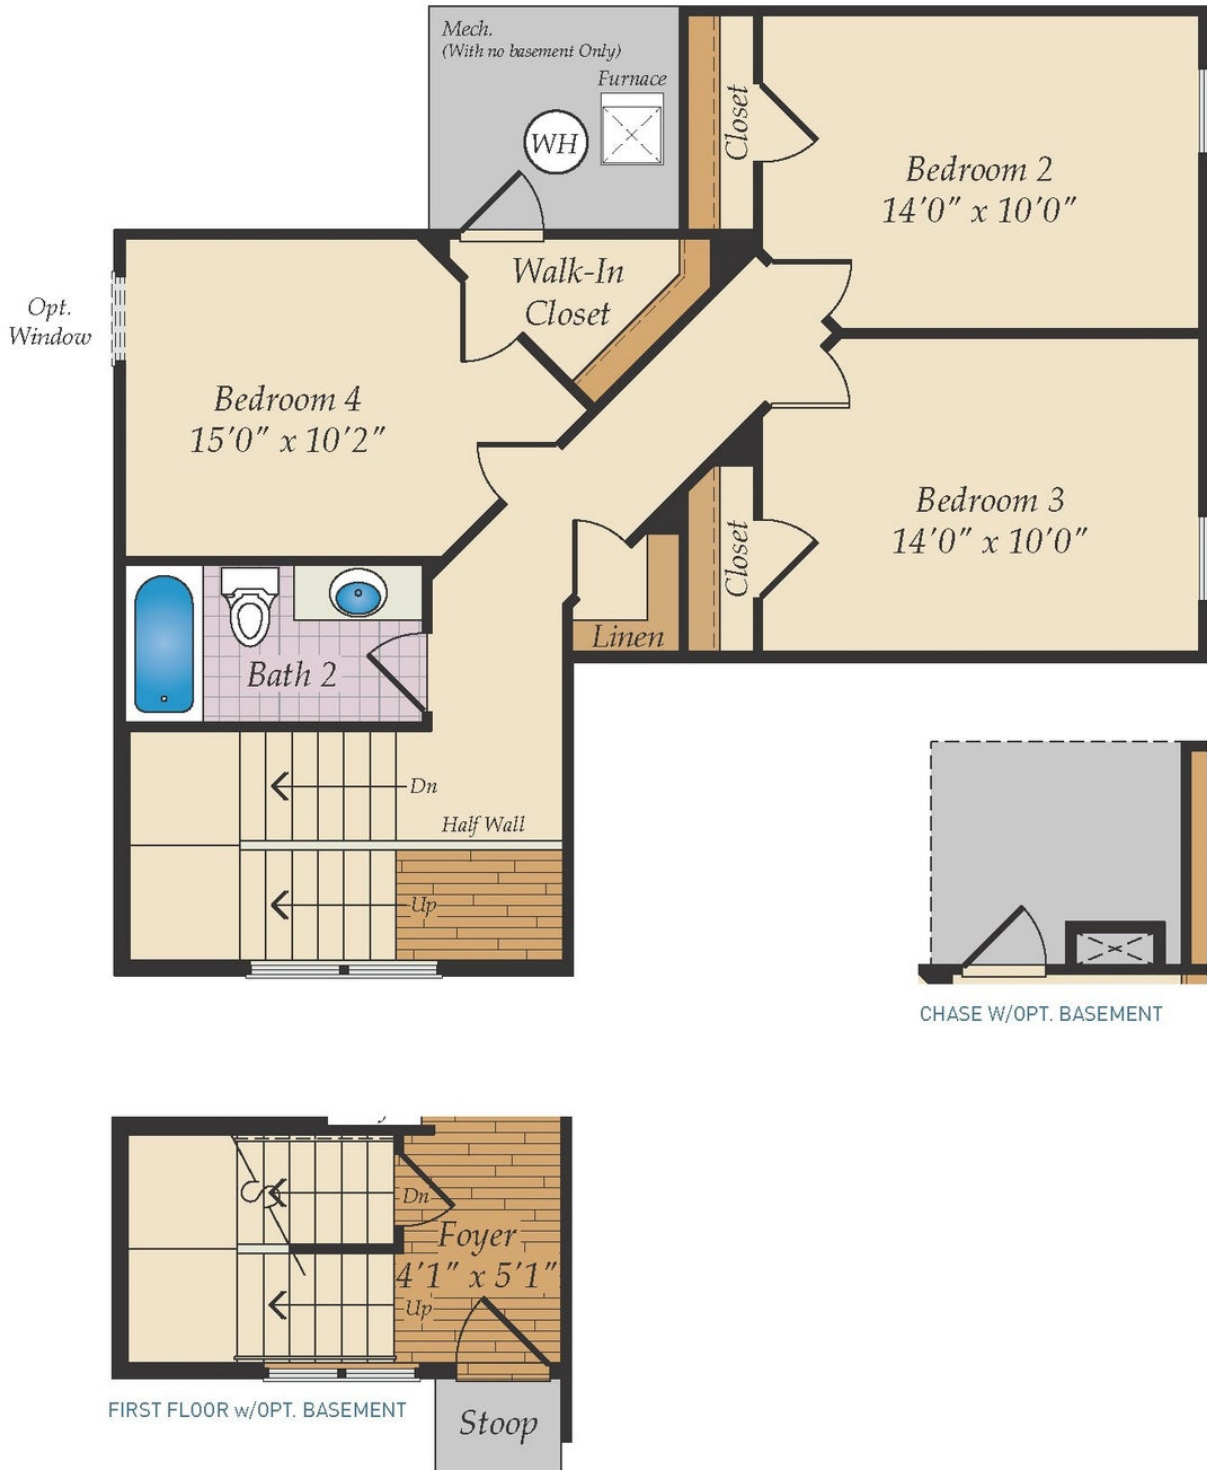 Mech.
(With no basement Only)
Furnace
WH
Closet
Bedroom 2
14'0" x 10'0"
Walk-In
Closet
Opt.
Window
Bedroom 4
15'0" x 10'2"
Bedroom 3
14'0" x 10'0"
Closet
Linen
Bath 2
Dn
Half Wall
Up
CHASE W/OPT. BASEMENT
Dn
Foyer
4'1" x 5'1"
Up
FIRST FLOOR w/OPT. BASEMENT
Stoop